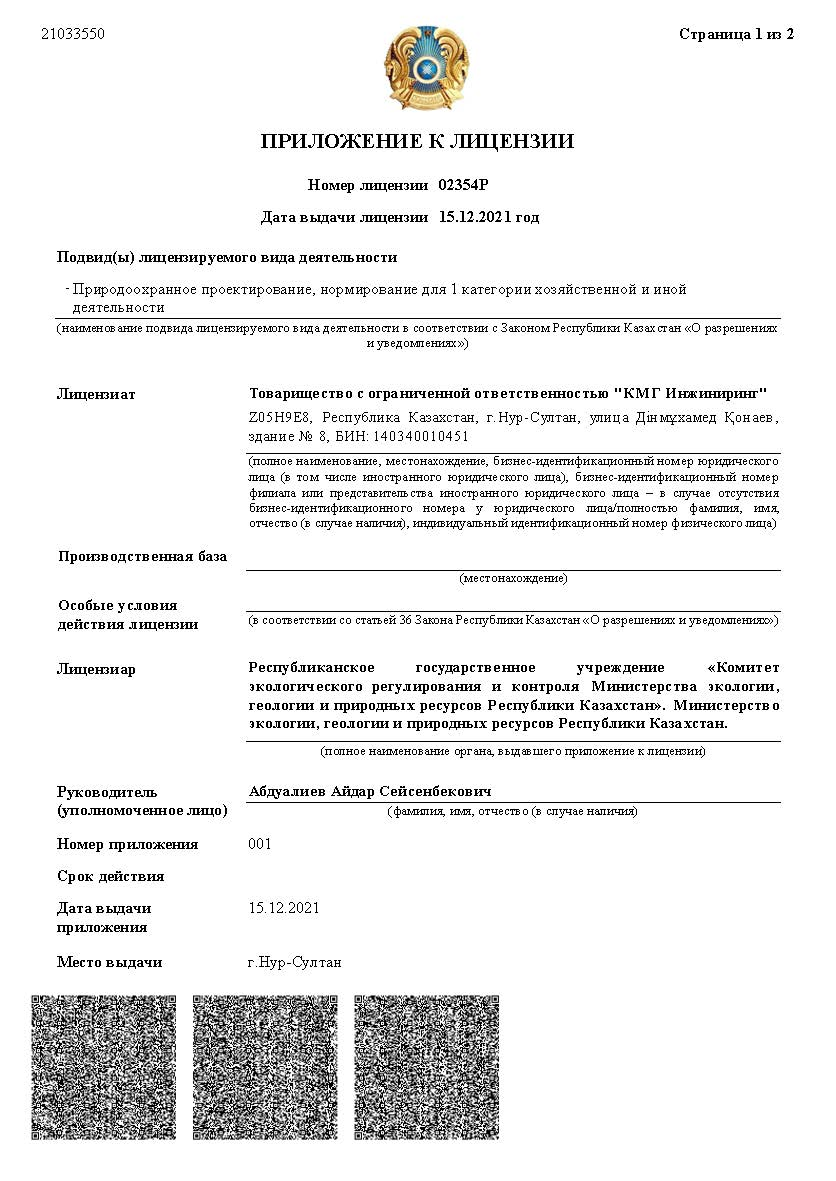 21033550
Страница 1 из 2
ПРИЛОЖЕНИЕ К ЛИЦЕНЗИИ
Номер лицензии 02354Р
Дата выдачи лицензии 15.12.2021 год
Подвид(ы) лицензируемого вида деятельности
- Природоохранное проектирование, нормирование для 1 категории хозяйственной и иной
деятельности
(наименование подвида лицензируемого вида деятельности в соответствии с Законом Республики Казахстан «О разрешениях
и уведомлениях»)
Лицензиат
Товарищество с ограниченной ответственностью "КМГ Инжиниринг"
Z05H9E8, Республика Казахстан, г.Нур-Султан, улица Дінмұхамед Қонаев,
здание № 8, БИН: 140340010451
(полное наименование, местонахождение, бизнес-идентификационный номер юридического
лица (в том числе иностранного юридического лица), бизнес-идентификационный номер
филиала или представительства иностранного юридического лица – в случае отсутствия
бизнес-идентификационного номера у юридического лица/полностью фамилия, имя,
отчество (в случае наличия), индивидуальный идентификационный номер физического лица)
Производственная база
(местонахождение)
Особые условия
действия лицензии
(в соответствии со статьей 36 Закона Республики Казахстан «О разрешениях и уведомлениях»)
Лицензиар
Республиканское государственное учреждение «Комитет
экологического регулирования и контроля Министерства экологии,
геологии и природных ресурсов Республики Казахстан». Министерство
экологии, геологии и природных ресурсов Республики Казахстан.
(полное наименование органа, выдавшего приложение к лицензии)
Руководитель
(уполномоченное лицо)
Абдуалиев Айдар Сейсенбекович
(фамилия, имя, отчество (в случае наличия)
Номер приложения
001
Срок действия
Дата выдачи
приложения
15.12.2021
Место выдачи
г.Нур-Султан